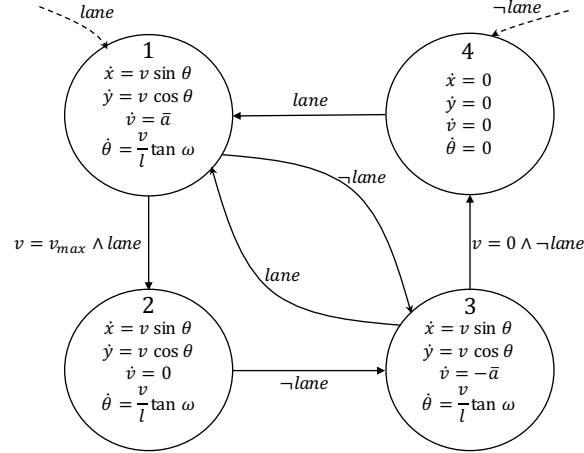 lane
¬lane
1
ẋ = v sin θ
ẏ = v cos θ
v̇ = ā
θ̇ = v/l tan ω
4
ẋ = 0
ẏ = 0
v̇ = 0
θ̇ = 0
lane
¬lane
lane
v = v_max ∧ lane
v = 0 ∧ ¬lane
2
ẋ = v sin θ
ẏ = v cos θ
v̇ = 0
θ̇ = v/l tan ω
¬lane
3
ẋ = v sin θ
ẏ = v cos θ
v̇ = −ā
θ̇ = v/l tan ω